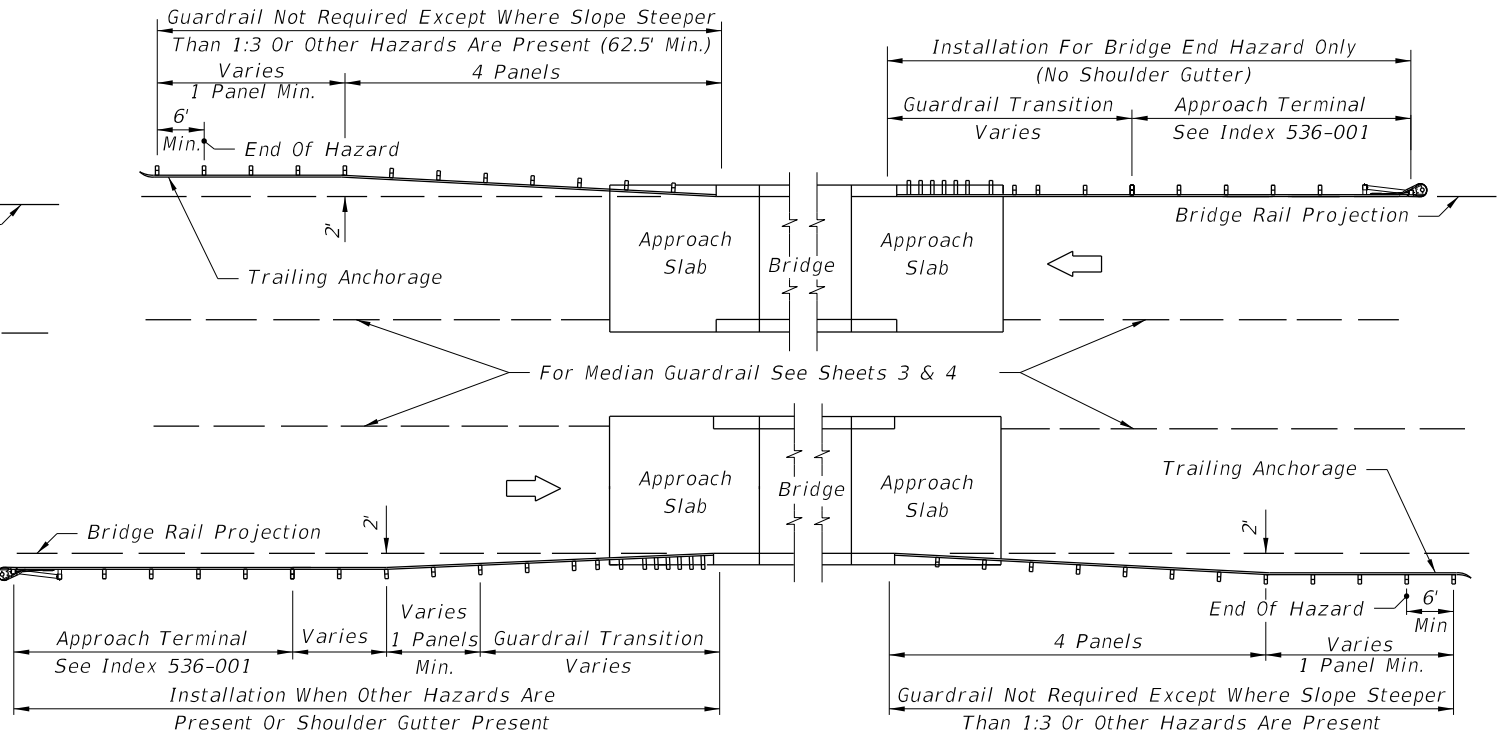 Guardrail Not Required Except Where Slope Steeper
Than 1:3 Or Other Hazards Are Present (62.5' Min.)
Varies
1 Panel Min.
4 Panels
6'
Min.
End Of Hazard
2'
Trailing Anchorage
Installation For Bridge End Hazard Only
(No Shoulder Gutter)
Guardrail Transition
Varies
Approach Terminal
See Index 536-001
Bridge Rail Projection
Approach
Slab
Bridge
Approach
Slab
For Median Guardrail See Sheets 3 & 4
Approach
Slab
Bridge
Approach
Slab
Bridge Rail Projection
2'
Approach Terminal
See Index 536-001
Varies
Varies
1 Panels
Min.
Guardrail Transition
Varies
Installation When Other Hazards Are
Present Or Shoulder Gutter Present
Trailing Anchorage
2'
End Of Hazard
6'
Min
4 Panels
Varies
1 Panel Min.
Guardrail Not Required Except Where Slope Steeper
Than 1:3 Or Other Hazards Are Present